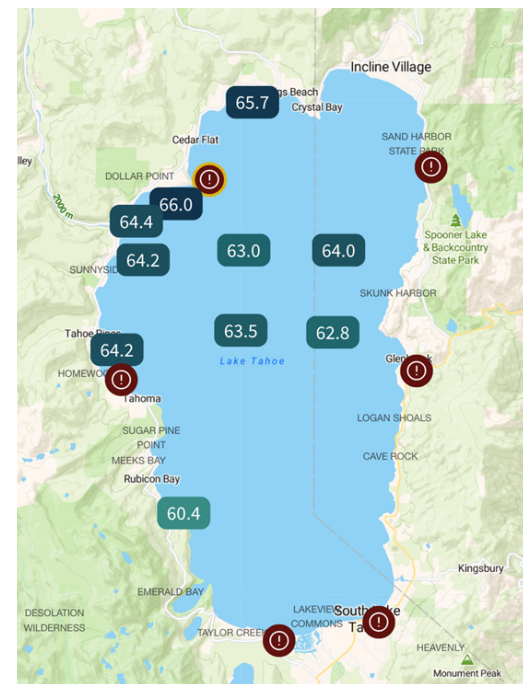 Incline Village
65.7
Beach
Crystal Bay
SAND HARBOR
STATE PARK
Cedar Flat
DOLLAR POINT
2000 m
66.0
64.4
Spooner Lake
& Backcountry
State Park
63.0
64.0
64.2
SKUNK HARBOR
63.5
62.8
Tahoe Pines
64.2
Lake Tahoe
Tahoma
LOGAN SHOALS
SUGAR PINE
POINT
MEEKS BAY
CAVE ROCK
Rubicon Bay
60.4
Kingsbury
EMERALD BAY
DESOLATION
WILDERNESS
LAKEVIEW
COMMONS
TAYLOR CREEK
HEAVENLY
Monument Peak